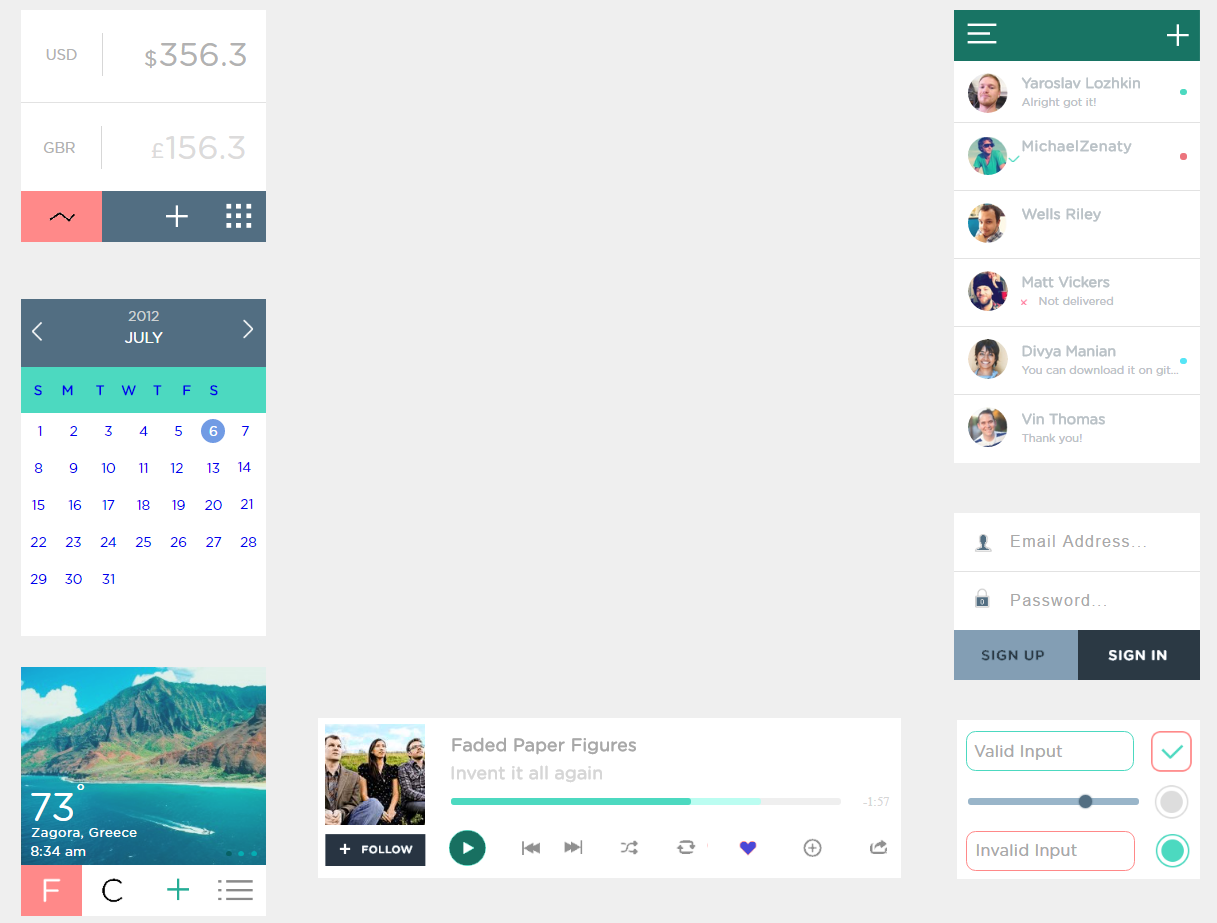 USD
$356.3
GBR
£156.3
2012
JULY
S M T W T F S
1 2 3 4 5 6 7
8 9 10 11 12 13 14
15 16 17 18 19 20 21
22 23 24 25 26 27 28
29 30 31
73°
Zagora, Greece
8:34 am
F C
Faded Paper Figures
Invent it all again
-1:57
+ FOLLOW
Yaroslav Lozhkin
Alright got it!
MichaelZenaty
Wells Riley
Matt Vickers
× Not delivered
Divya Manian
You can download it on git...
Vin Thomas
Thank you!
Email Address...
Password...
SIGN UP
SIGN IN
Valid Input
Invalid Input